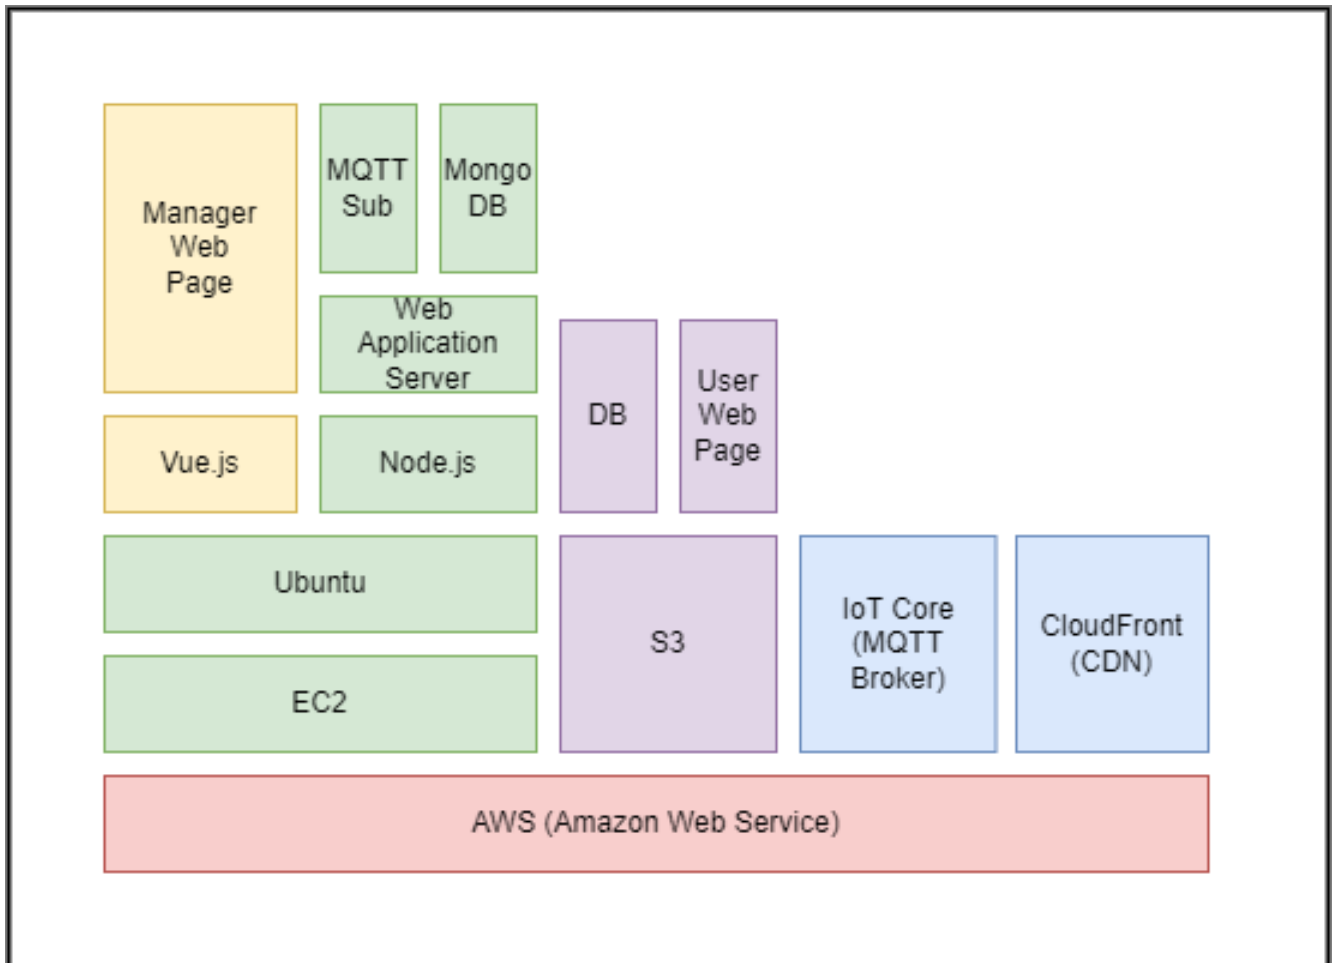 Manager
Web
Page
MQTT
Sub
Mongo
DB
Web
Application
Server
DB
User
Web
Page
Vue.js
Node.js
Ubuntu
S3
IoT Core
(MQTT
Broker)
CloudFront
(CDN)
EC2
AWS (Amazon Web Service)